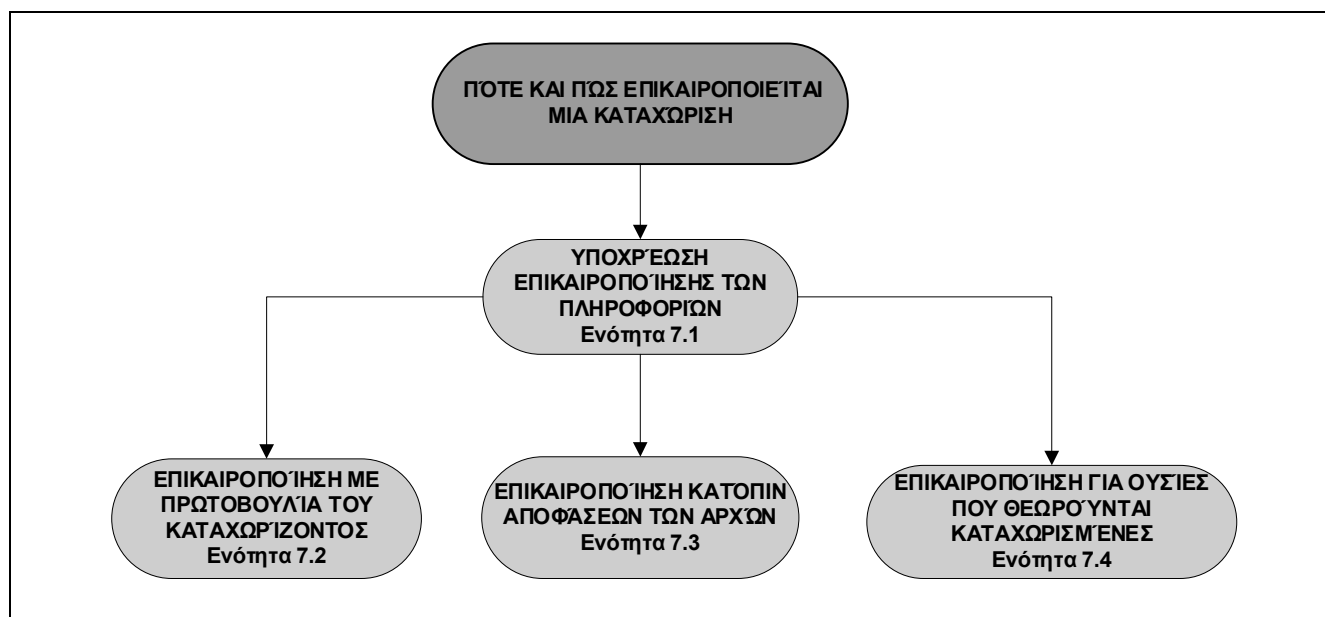 ΠΌΤΕ ΚΑΙ ΠΏΣ ΕΠΙΚΑΙΡΟΠΟΙΕΊΤΑΙ
ΜΙΑ ΚΑΤΑΧΏΡΙΣΗ
ΥΠΟΧΡΈΩΣΗ
ΕΠΙΚΑΙΡΟΠΟΊΗΣΗΣ ΤΩΝ
ΠΛΗΡΟΦΟΡΙΏΝ
Ενότητα 7.1
ΕΠΙΚΑΙΡΟΠΟΊΗΣΗ ΜΕ
ΠΡΩΤΟΒΟΥΛΊΑ ΤΟΥ
ΚΑΤΑΧΩΡΊΖΟΝΤΟΣ
Ενότητα 7.2
ΕΠΙΚΑΙΡΟΠΟΊΗΣΗ ΚΑΤΌΠΙΝ
ΑΠΟΦΆΣΕΩΝ ΤΩΝ ΑΡΧΏΝ
Ενότητα 7.3
ΕΠΙΚΑΙΡΟΠΟΊΗΣΗ ΓΙΑ ΟΥΣΊΕΣ
ΠΟΥ ΘΕΩΡΟΎΝΤΑΙ
ΚΑΤΑΧΩΡΙΣΜΈΝΕΣ
Ενότητα 7.4